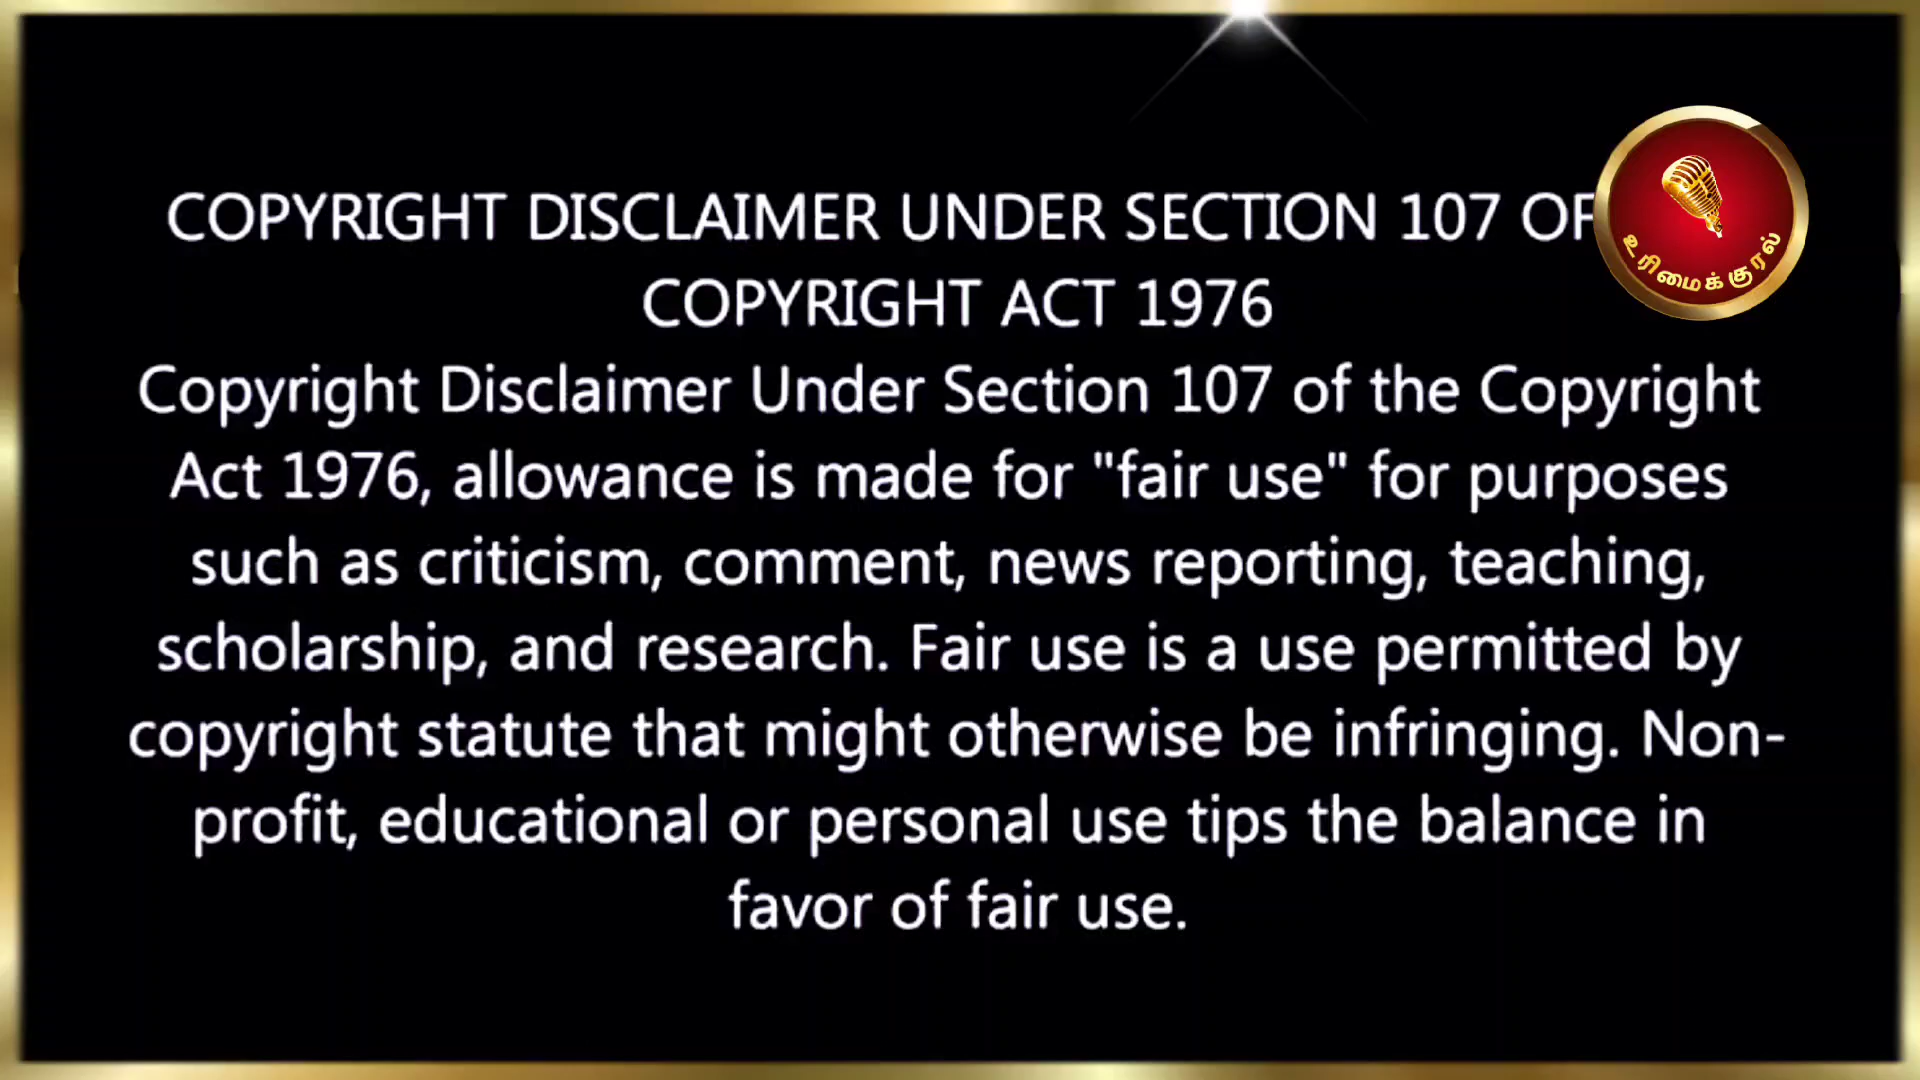 COPYRIGHT DISCLAIMER UNDER SECTION 107 OF
COPYRIGHT ACT 1976
Copyright Disclaimer Under Section 107 of the Copyright
Act 1976, allowance is made for "fair use" for purposes
such as criticism, comment, news reporting, teaching,
scholarship, and research. Fair use is a use permitted by
copyright statute that might otherwise be infringing. Non-
profit, educational or personal use tips the balance in
favor of fair use.
உரிமைக்குரல்